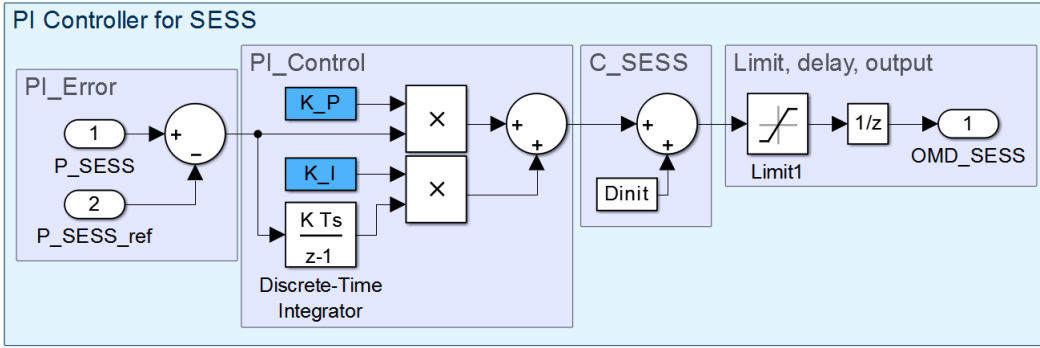 PI Controller for SESS
PI_Error
1
P_SESS
2
P_SESS_ref
+
−
PI_Control
K_P
×
K_I
×
K Ts
z-1
Discrete-Time
Integrator
+
+
C_SESS
+
+
Dinit
Limit, delay, output
Limit1
1/z
1
OMD_SESS